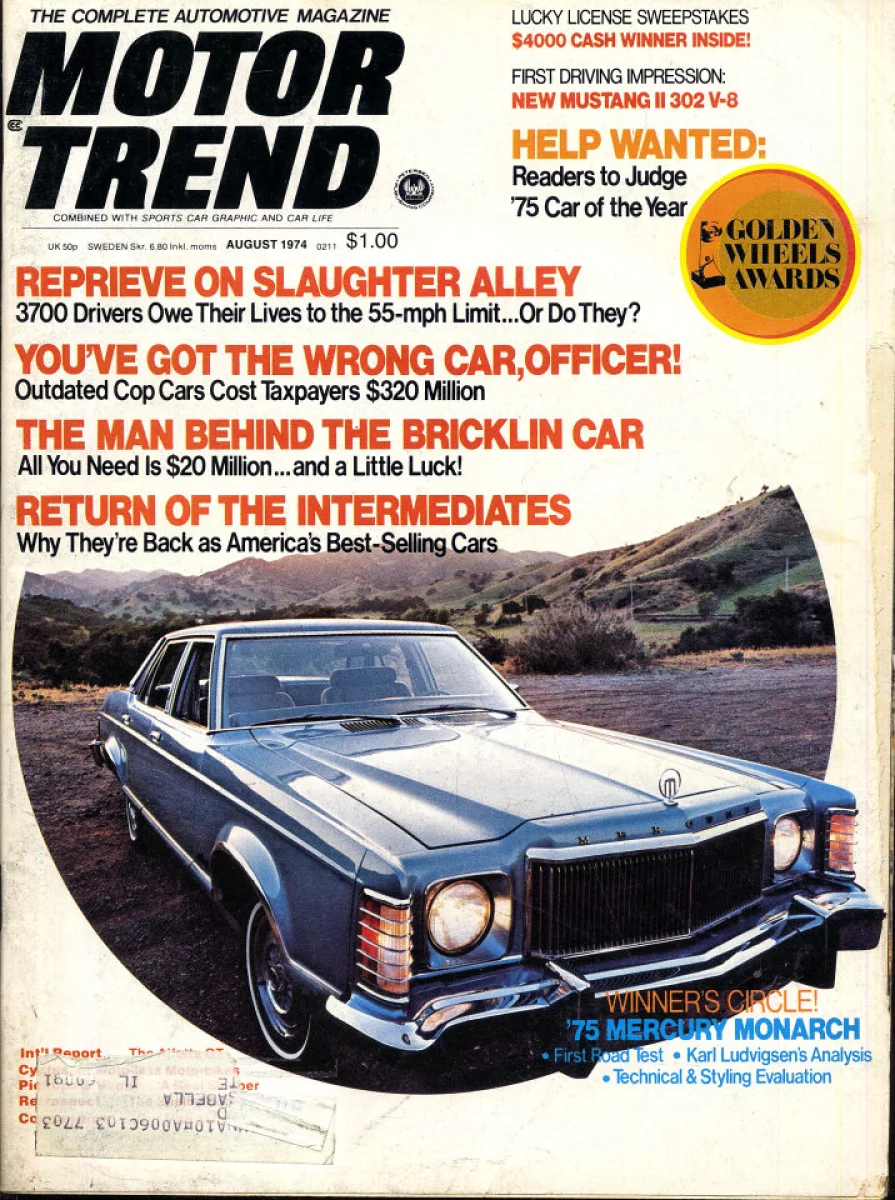 THE COMPLETE AUTOMOTIVE MAGAZINE
MOTOR
TREND
COMBINED WITH SPORTS CAR GRAPHIC AND CAR LIFE
UK 50p SWEDEN Skr. 6.80 Inkl. moms AUGUST 1974 0211 $1.00
LUCKY LICENSE SWEEPSTAKES
$4000 CASH WINNER INSIDE!
FIRST DRIVING IMPRESSION:
NEW MUSTANG II 302 V-8
HELP WANTED:
Readers to Judge
'75 Car of the Year
GOLDEN
WHEELS
AWARDS
REPRIEVE ON SLAUGHTER ALLEY
3700 Drivers Owe Their Lives to the 55-mph Limit...Or Do They?
YOU'VE GOT THE WRONG CAR,OFFICER!
Outdated Cop Cars Cost Taxpayers $320 Million
THE MAN BEHIND THE BRICKLIN CAR
All You Need Is $20 Million...and a Little Luck!
RETURN OF THE INTERMEDIATES
Why They're Back as America's Best-Selling Cars
MERCURY
WINNER'S CIRCLE!
'75 MERCURY MONARCH
• First Road Test • Karl Ludvigsen's Analysis
• Technical & Styling Evaluation
Int'l Report...
IL 60091